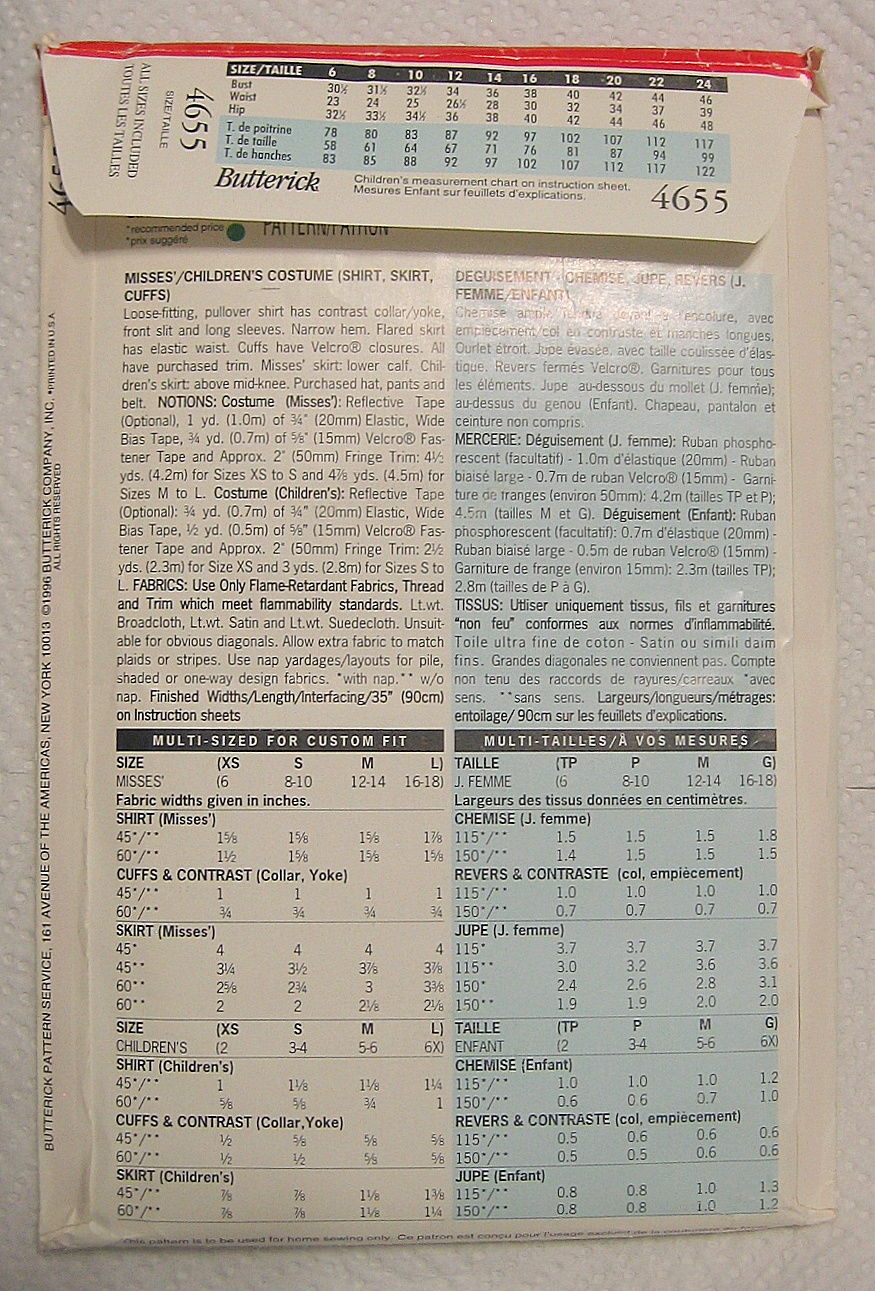 SIZE/TAILLE 6 8 10 12 14 16 18 20 22 24
Bust 30½ 31½ 32½ 34 36 38 40 42 44 46
Waist 23 24 25 26½ 28 30 32 34 37 39
Hip 32½ 33½ 34½ 36 38 40 42 44 46 48
T. de poitrine 78 80 83 87 92 97 102 107 112 117
T. de taille 58 61 64 67 71 76 81 87 94 99
T. de hanches 83 85 88 92 97 102 107 112 117 122
Butterick
Children's measurement chart on instruction sheet.
Mesures Enfant sur feuillets d'explications.
4655
4655
SIZE/TAILLE
ALL SIZES INCLUDED
TOUTES LES TAILLES
*recommended price
*prix suggéré
PATTERN/PATRON
MISSES'/CHILDREN'S COSTUME (SHIRT, SKIRT,
CUFFS)
Loose-fitting, pullover shirt has contrast collar/yoke,
front slit and long sleeves. Narrow hem. Flared skirt
has elastic waist. Cuffs have Velcro® closures. All
have purchased trim. Misses' skirt: lower calf. Chil-
dren's skirt: above mid-knee. Purchased hat, pants and
belt. NOTIONS: Costume (Misses'): Reflective Tape
(Optional), 1 yd. (1.0m) of ¾" (20mm) Elastic, Wide
Bias Tape, ¾ yd. (0.7m) of ⅝" (15mm) Velcro® Fas-
tener Tape and Approx. 2" (50mm) Fringe Trim: 4½
yds. (4.2m) for Sizes XS to S and 4⅞ yds. (4.5m) for
Sizes M to L. Costume (Children's): Reflective Tape
(Optional): ¾ yd. (0.7m) of ¾" (20mm) Elastic, Wide
Bias Tape, ½ yd. (0.5m) of ⅝" (15mm) Velcro® Fas-
tener Tape and Approx. 2" (50mm) Fringe Trim: 2½
yds. (2.3m) for Size XS and 3 yds. (2.8m) for Sizes S to
L. FABRICS: Use Only Flame-Retardant Fabrics, Thread
and Trim which meet flammability standards. Lt.wt.
Broadcloth, Lt.wt. Satin and Lt.wt. Suedecloth. Unsuit-
able for obvious diagonals. Allow extra fabric to match
plaids or stripes. Use nap yardages/layouts for pile,
shaded or one-way design fabrics. *with nap.** w/o
nap. Finished Widths/Length/Interfacing/35" (90cm)
on Instruction sheets
MULTI-SIZED FOR CUSTOM FIT
SIZE (XS S M L)
MISSES' (6 8-10 12-14 16-18)
Fabric widths given in inches.
SHIRT (Misses')
45*/** 1⅝ 1⅝ 1⅝ 1⅞
60*/** 1½ 1⅝ 1⅝ 1⅝
CUFFS & CONTRAST (Collar, Yoke)
45*/** 1 1 1 1
60*/** ¾ ¾ ¾ ¾
SKIRT (Misses')
45* 4 4 4 4
45** 3¼ 3½ 3⅞ 3⅞
60* 2⅝ 2¾ 3 3⅜
60** 2 2 2⅛ 2⅛
SIZE (XS S M L)
CHILDREN'S (2 3-4 5-6 6X)
SHIRT (Children's)
45*/** 1 1⅛ 1⅛ 1¼
60*/** ⅝ ⅝ ¾ 1
CUFFS & CONTRAST (Collar,Yoke)
45*/** ½ ⅝ ⅝ ⅝
60*/** ½ ½ ⅝ ⅝
SKIRT (Children's)
45*/** ⅞ ⅞ 1⅛ 1⅜
60*/** ⅞ ⅞ 1⅛ 1¼
DEGUISEMENT - (CHEMISE, JUPE, REVERS (J.
FEMME/ENFANT)
Chemise ample fendue devant à l'encolure, avec
empiècement/col en contraste et manches longues.
Ourlet étroit. Jupe évasée, avec taille coulissée d'élas-
tique. Revers fermés Velcro®. Garnitures pour tous
les éléments. Jupe au-dessous du mollet (J. femme);
au-dessus du genou (Enfant). Chapeau, pantalon et
ceinture non compris.
MERCERIE: Déguisement (J. femme): Ruban phospho-
rescent (facultatif) - 1.0m d'élastique (20mm) - Ruban
biaisé large - 0.7m de ruban Velcro® (15mm) - Garni-
ture de franges (environ 50mm): 4.2m (tailles TP et P);
4.5m (tailles M et G). Déguisement (Enfant): Ruban
phosphorescent (facultatif): 0.7m d'élastique (20mm) -
Ruban biaisé large - 0.5m de ruban Velcro® (15mm) -
Garniture de frange (environ 15mm): 2.3m (tailles TP);
2.8m (tailles de P à G).
TISSUS: Utliser uniquement tissus, fils et garnitures
"non feu" conformes aux normes d'inflammabilité.
Toile ultra fine de coton - Satin ou simili daim
fins. Grandes diagonales ne conviennent pas. Compte
non tenu des raccords de rayures/carreaux *avec
sens. **sans sens. Largeurs/longueurs/métrages:
entoilage/ 90cm sur les feuillets d'explications.
MULTI-TAILLES/À VOS MESURES
TAILLE (TP P M G)
J. FEMME (6 8-10 12-14 16-18)
Largeurs des tissus données en centimètres.
CHEMISE (J. femme)
115*/** 1.5 1.5 1.5 1.8
150*/** 1.4 1.5 1.5 1.5
REVERS & CONTRASTE (col, empiècement)
115*/** 1.0 1.0 1.0 1.0
150*/** 0.7 0.7 0.7 0.7
JUPE (J. femme)
115* 3.7 3.7 3.7 3.7
115** 3.0 3.2 3.6 3.6
150* 2.4 2.6 2.8 3.1
150** 1.9 1.9 2.0 2.0
TAILLE (TP P M G)
ENFANT (2 3-4 5-6 6X)
CHEMISE (Enfant)
115*/** 1.0 1.0 1.0 1.2
150*/** 0.6 0.6 0.7 1.0
REVERS & CONTRASTE (col, empiècement)
115*/** 0.5 0.6 0.6 0.6
150*/** 0.5 0.5 0.6 0.6
JUPE (Enfant)
115*/** 0.8 0.8 1.0 1.3
150*/** 0.8 0.8 1.0 1.2
This pattern is to be used for home sewing only. Ce patron est conçu pour l'usage exclusif de la couture
BUTTERICK PATTERN SERVICE, 161 AVENUE OF THE AMERICAS, NEW YORK 10013 ©1996 BUTTERICK COMPANY, INC. •PRINTED IN U.S.A
ALL RIGHTS RESERVED